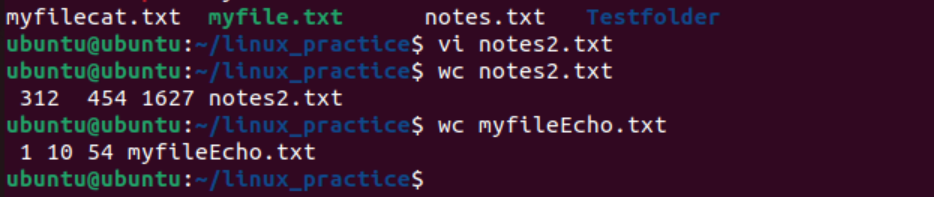 myfilecat.txt  myfile.txt      notes.txt   Testfolder
ubuntu@ubuntu:~/linux_practice$ vi notes2.txt
ubuntu@ubuntu:~/linux_practice$ wc notes2.txt
 312  454 1627 notes2.txt
ubuntu@ubuntu:~/linux_practice$ wc myfileEcho.txt
 1 10 54 myfileEcho.txt
ubuntu@ubuntu:~/linux_practice$